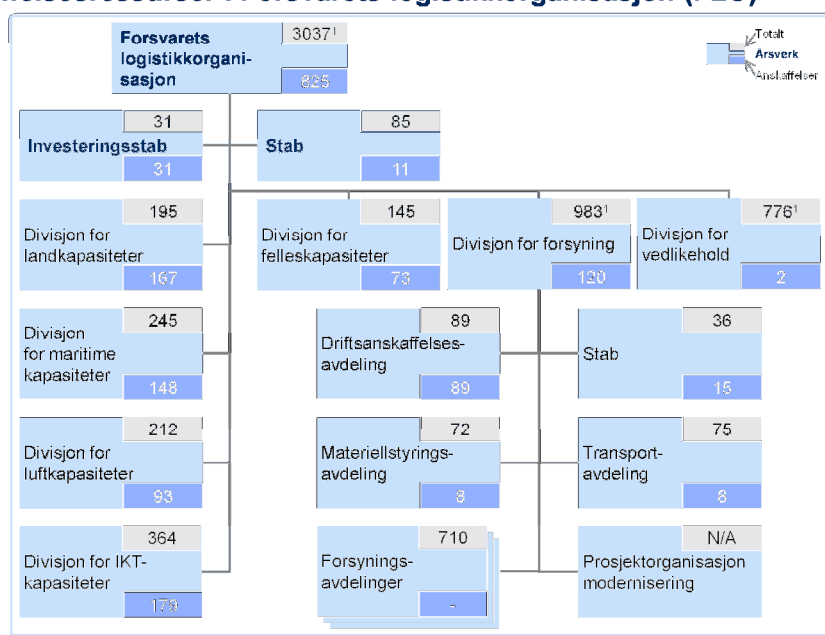 Forsvarets
logistikkorgani-
sasjon
3037¹
825
Totalt
Årsverk
Anskaffelser
Investeringsstab
31
31
Stab
85
11
Divisjon for
landkapasiteter
195
167
Divisjon for
felleskapasiteter
145
73
Divisjon for forsyning
983¹
120
Divisjon for
vedlikehold
776¹
2
Divisjon
for maritime
kapasiteter
245
148
Driftsanskaffelses-
avdeling
89
89
Stab
36
15
Divisjon for
luftkapasiteter
212
93
Materiellstyrings-
avdeling
72
8
Transport-
avdeling
75
8
Divisjon for IKT-
kapasiteter
364
179
Forsynings-
avdelinger
710
-
Prosjektorganisasjon
modernisering
N/A